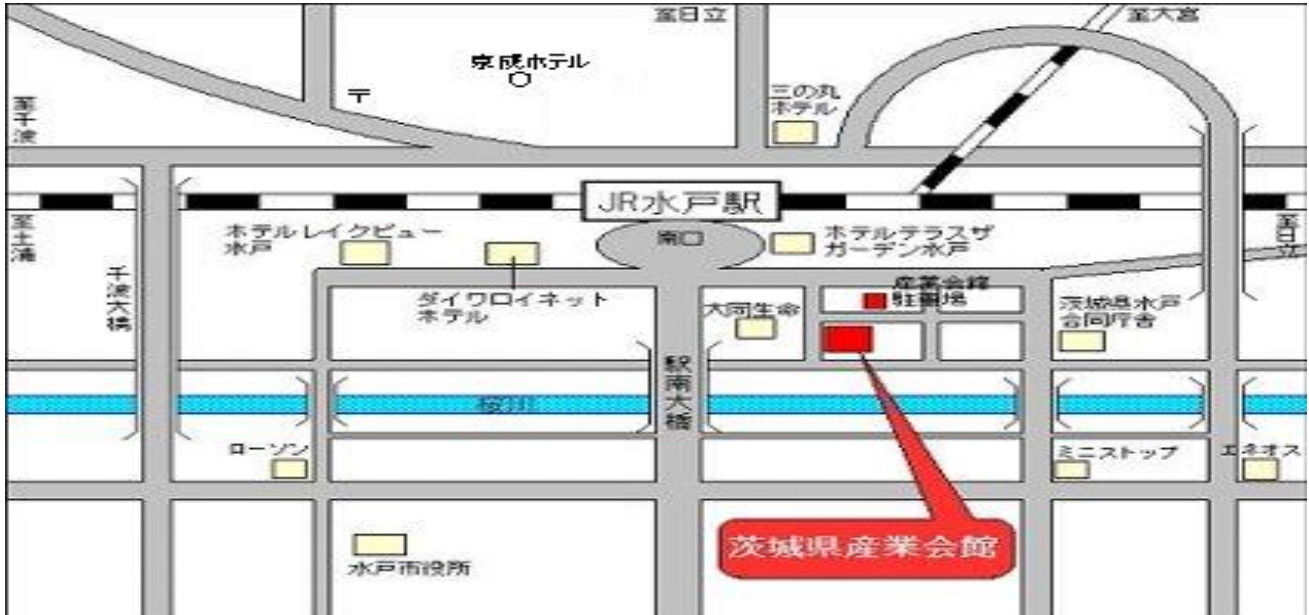 至日立
至大宮
京成ホテル
〒
三の丸
ホテル
至千波
JR水戸駅
至土浦
ホテルレイクビュー
水戸
南口
ホテルテラスザ
ガーデン水戸
至日立
千波大橋
ダイワロイネット
ホテル
大同生命
産業会館
駐車場
茨城県水戸
合同庁舎
駅南大橋
桜川
ローソン
ミニストップ
エネオス
茨城県産業会館
水戸市役所